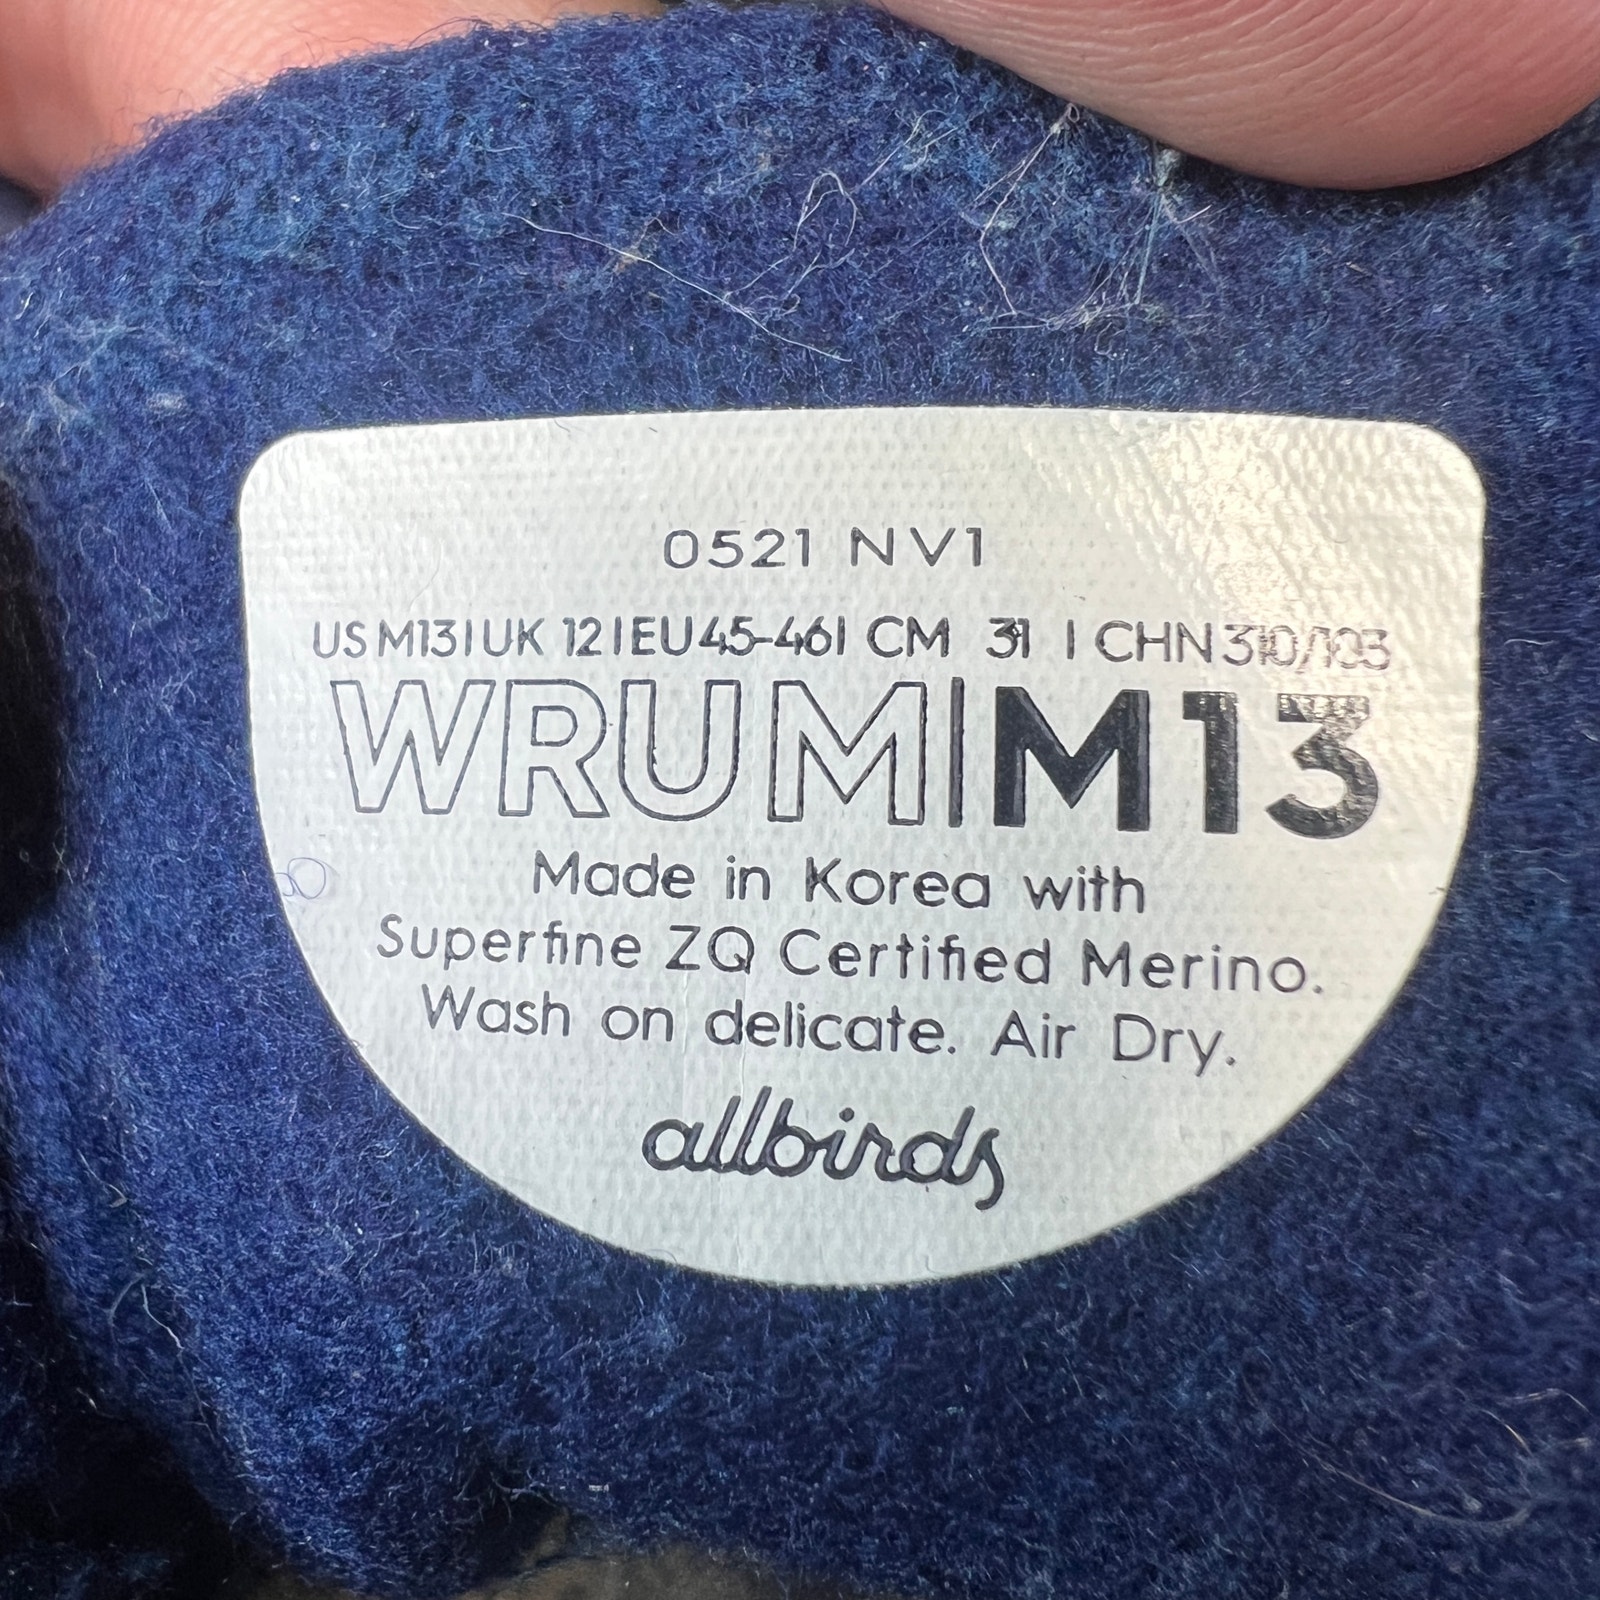 0521 NV1
US M13 | UK 12 | EU 45-46 | CM 31 | CHN 310/103
WRUM|M13
Made in Korea with
Superfine ZQ Certified Merino.
Wash on delicate. Air Dry.
allbirds